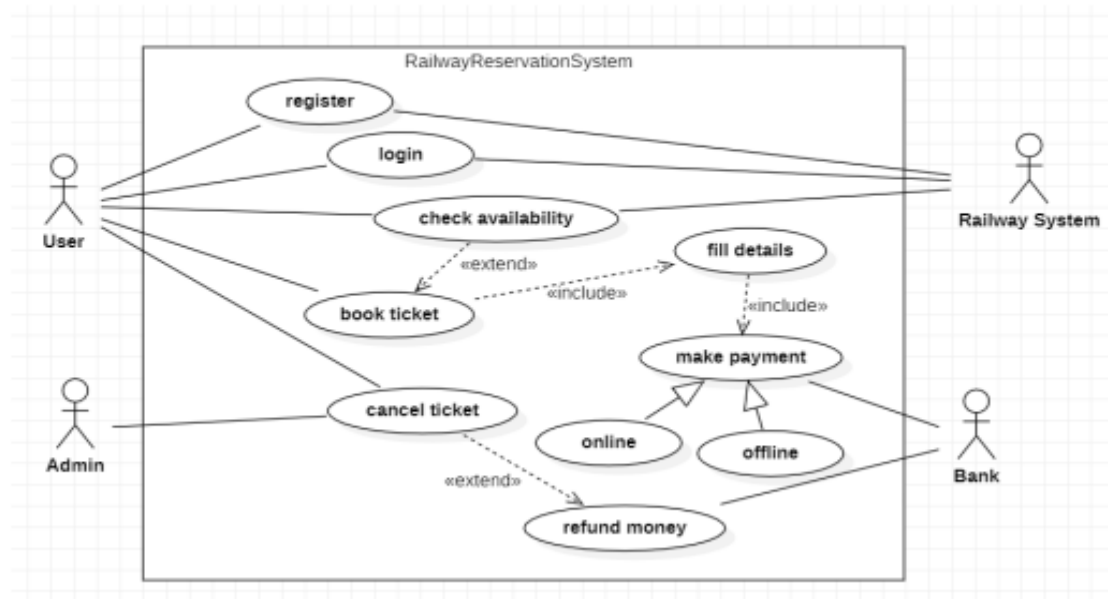 RailwayReservationSystem
register
login
User
Railway System
check availability
fill details
«extend»
«include»
«include»
book ticket
make payment
cancel ticket
Admin
online
offline
Bank
«extend»
refund money